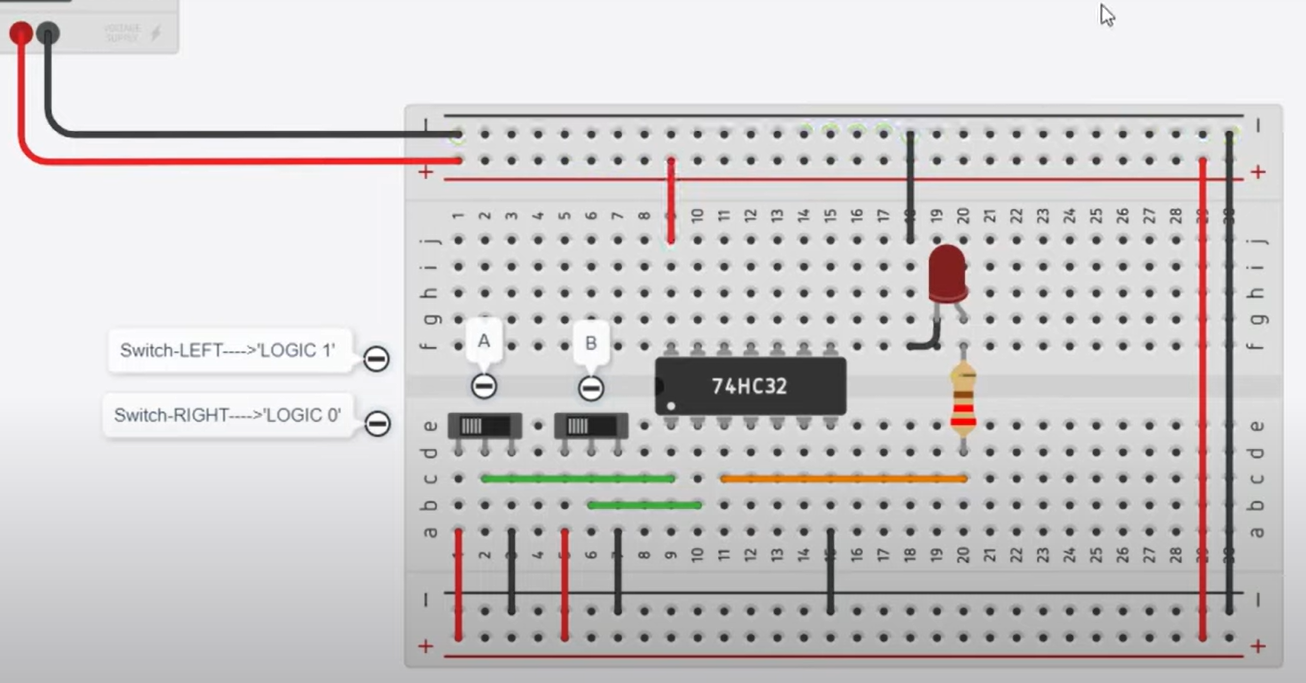 VOLTAGE
SUPPLY
1 2 3 4 5 6 7 8 9 10 11 12 13 14 15 16 17 18 19 20 21 22 23 24 25 26 27 28 29 30
j j
i i
h h
g g
f f
Switch-LEFT---->'LOGIC 1'
A
B
74HC32
Switch-RIGHT---->'LOGIC 0'
e e
d d
c c
b b
a a
1 2 3 4 5 6 7 8 9 10 11 12 13 14 15 16 17 18 19 20 21 22 23 24 25 26 27 28 29 30